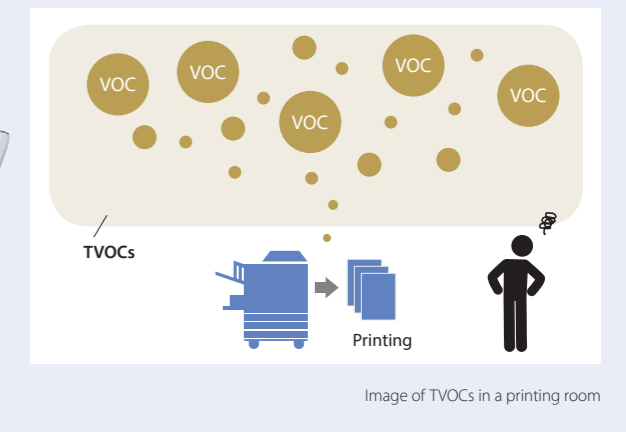 VOC
VOC
VOC
VOC
VOC
TVOCs
Printing
Image of TVOCs in a printing room